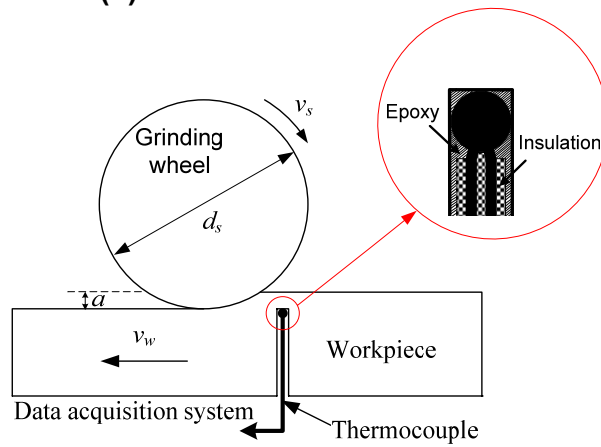 v_s
Grinding
wheel
d_s
Epoxy
Insulation
a
v_w
Workpiece
Data acquisition system
Thermocouple